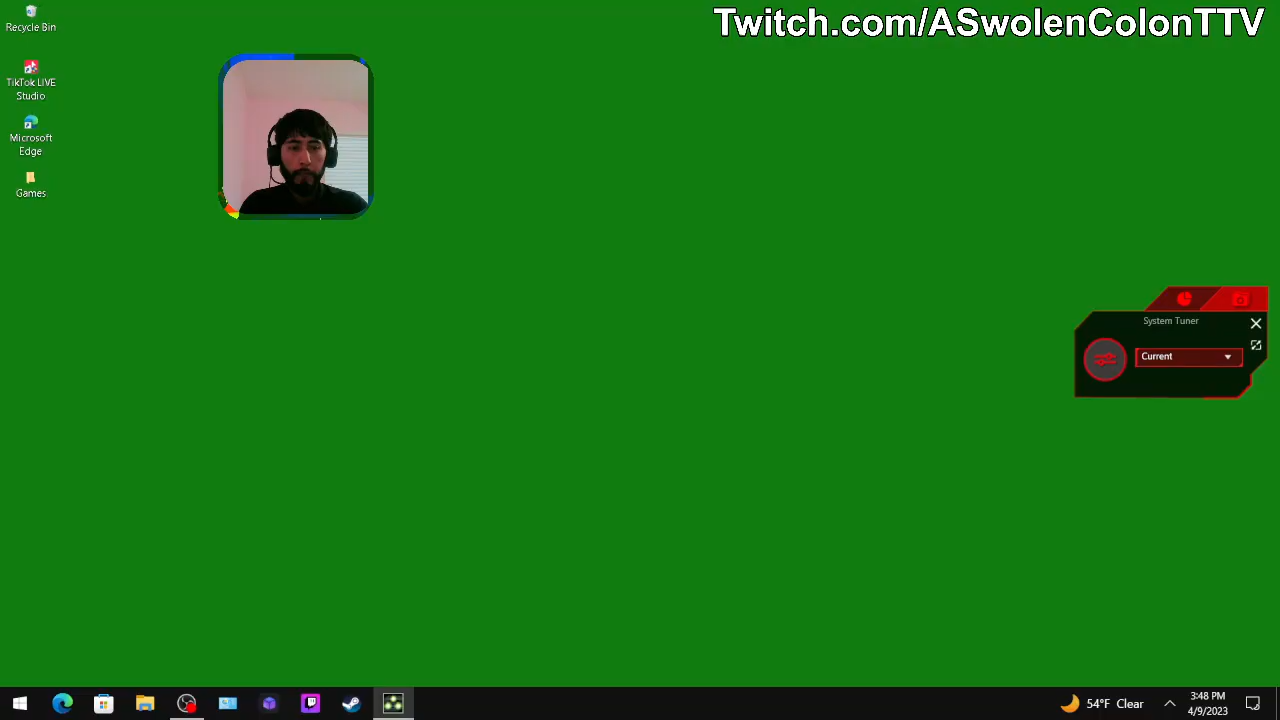 Twitch.com/ASwolenColonTTV
Recycle Bin
TikTok LIVE
Studio
Microsoft
Edge
Games
System Tuner
Current
54°F Clear
3:48 PM
4/9/2023